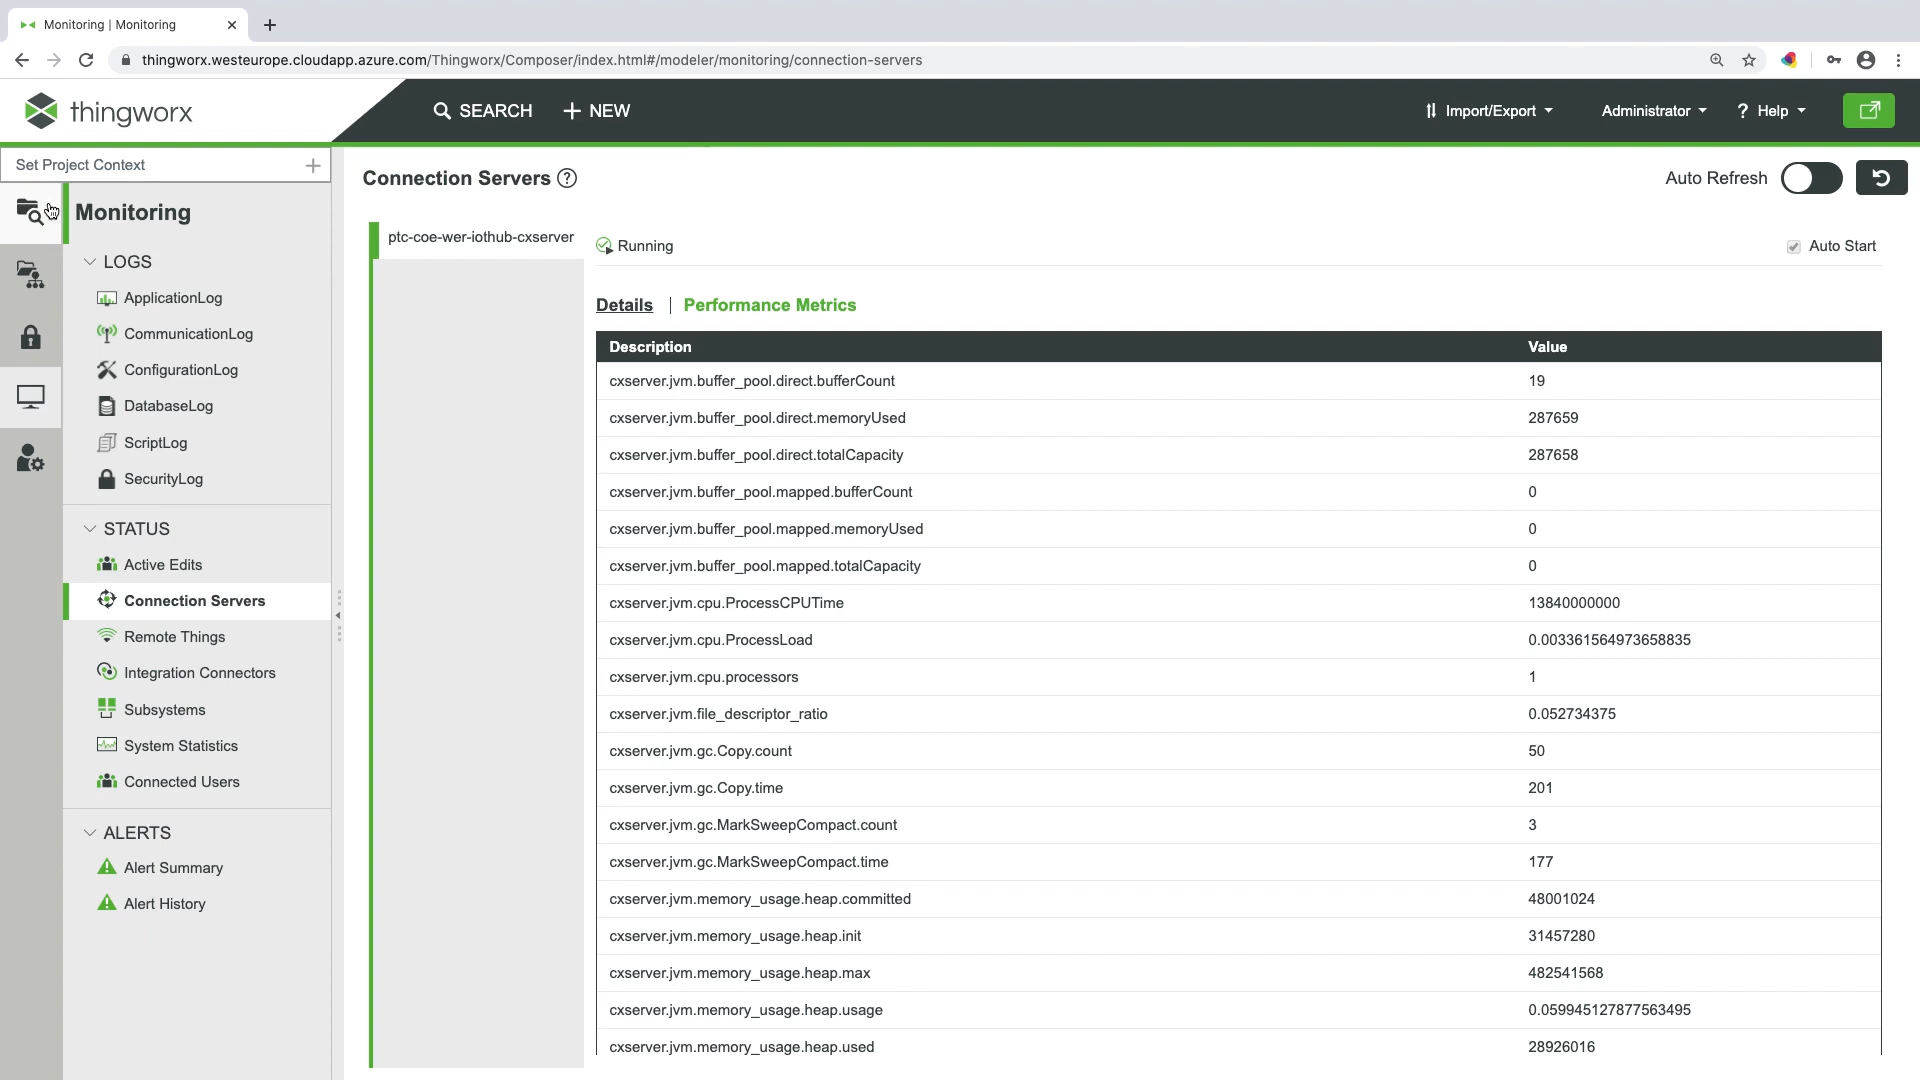 Monitoring | Monitoring
thingworx.westeurope.cloudapp.azure.com/Thingworx/Composer/index.html#/modeler/monitoring/connection-servers
thingworx
SEARCH
NEW
Import/Export
Administrator
? Help
Set Project Context
Connection Servers ?
Auto Refresh
Monitoring
LOGS
ApplicationLog
CommunicationLog
ConfigurationLog
DatabaseLog
ScriptLog
SecurityLog
STATUS
Active Edits
Connection Servers
Remote Things
Integration Connectors
Subsystems
System Statistics
Connected Users
ALERTS
Alert Summary
Alert History
ptc-coe-wer-iothub-cxserver
Running
Auto Start
Details | Performance Metrics
Description Value
cxserver.jvm.buffer_pool.direct.bufferCount 19
cxserver.jvm.buffer_pool.direct.memoryUsed 287659
cxserver.jvm.buffer_pool.direct.totalCapacity 287658
cxserver.jvm.buffer_pool.mapped.bufferCount 0
cxserver.jvm.buffer_pool.mapped.memoryUsed 0
cxserver.jvm.buffer_pool.mapped.totalCapacity 0
cxserver.jvm.cpu.ProcessCPUTime 13840000000
cxserver.jvm.cpu.ProcessLoad 0.003361564973658835
cxserver.jvm.cpu.processors 1
cxserver.jvm.file_descriptor_ratio 0.052734375
cxserver.jvm.gc.Copy.count 50
cxserver.jvm.gc.Copy.time 201
cxserver.jvm.gc.MarkSweepCompact.count 3
cxserver.jvm.gc.MarkSweepCompact.time 177
cxserver.jvm.memory_usage.heap.committed 48001024
cxserver.jvm.memory_usage.heap.init 31457280
cxserver.jvm.memory_usage.heap.max 482541568
cxserver.jvm.memory_usage.heap.usage 0.059945127877563495
cxserver.jvm.memory_usage.heap.used 28926016